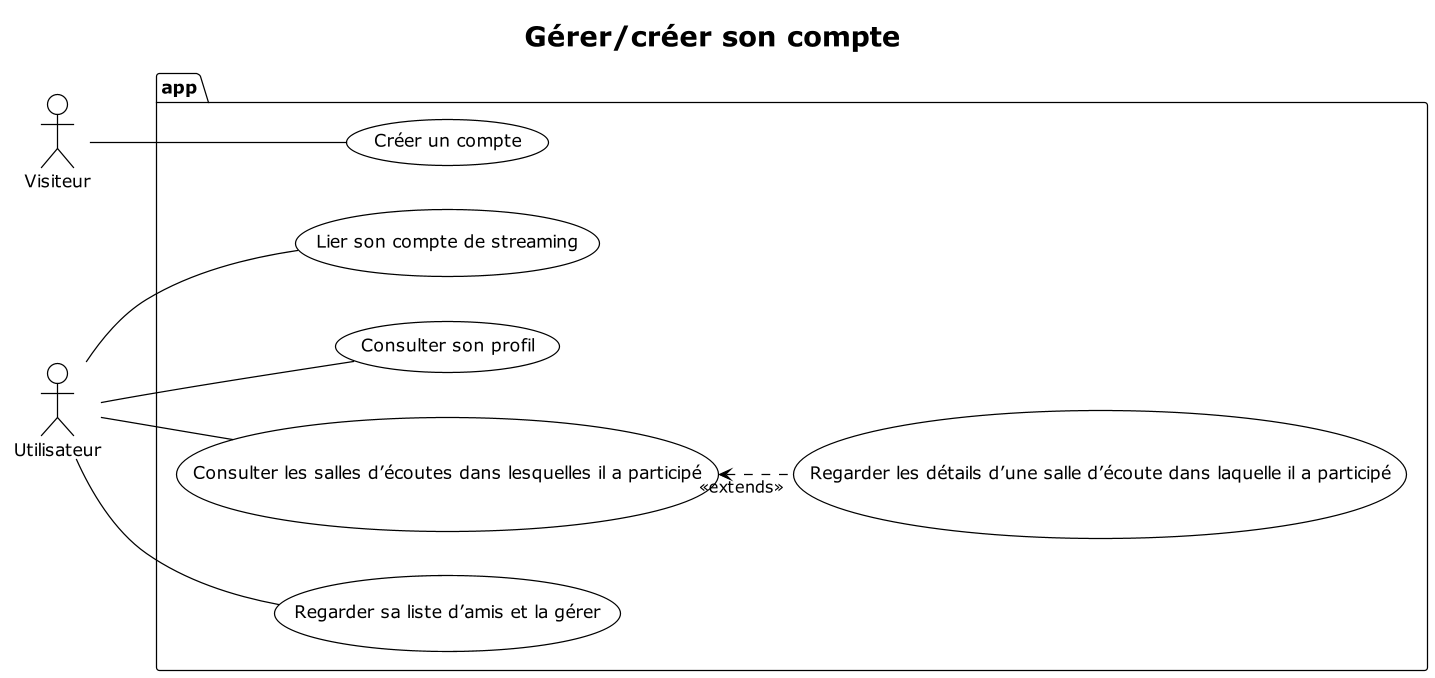 Gérer/créer son compte
app
Créer un compte
Visiteur
Lier son compte de streaming
Consulter son profil
Utilisateur
Consulter les salles d’écoutes dans lesquelles il a participé
«extends»
Regarder les détails d’une salle d’écoute dans laquelle il a participé
Regarder sa liste d’amis et la gérer